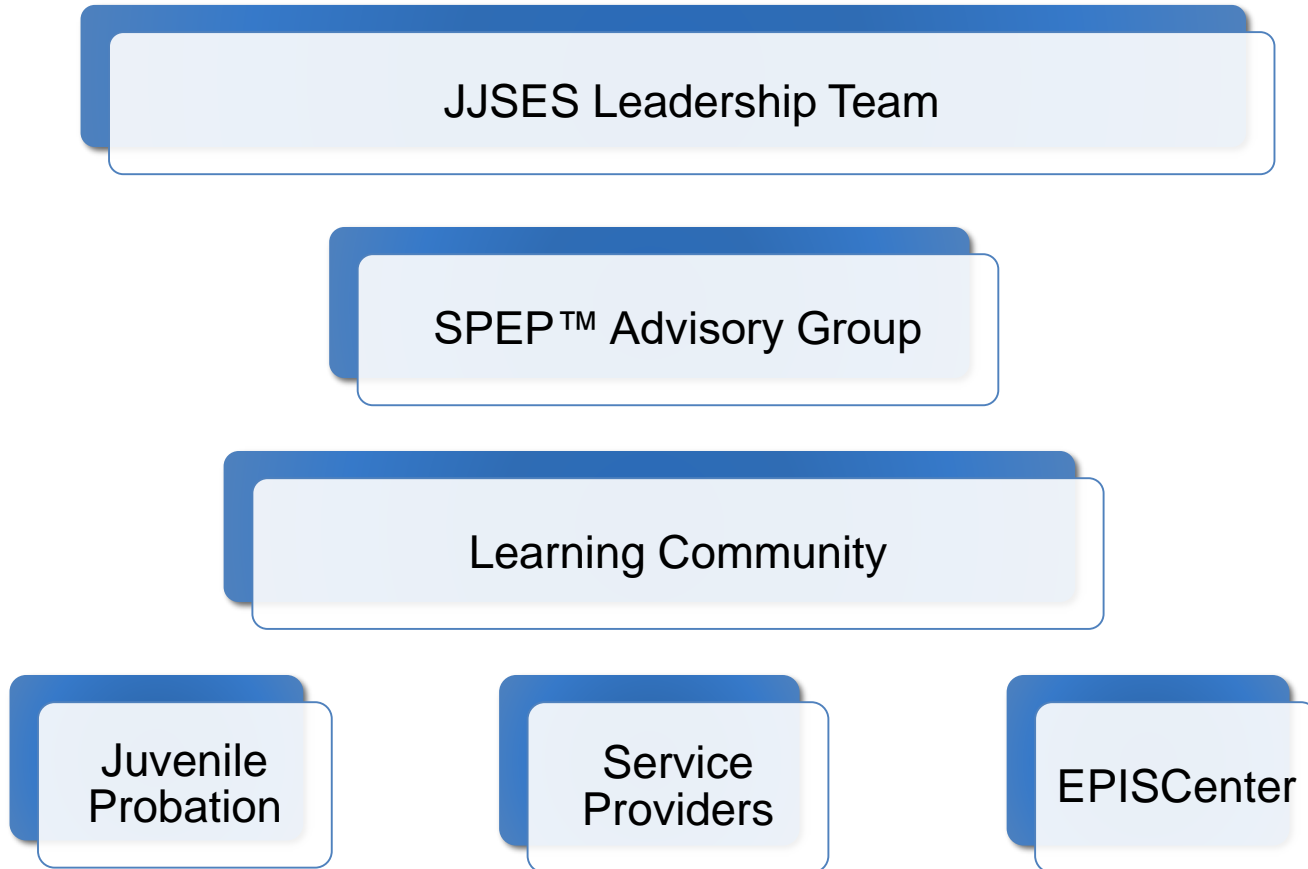 JJSES Leadership Team
SPEP™ Advisory Group
Learning Community
Juvenile
Probation
Service
Providers
EPISCenter